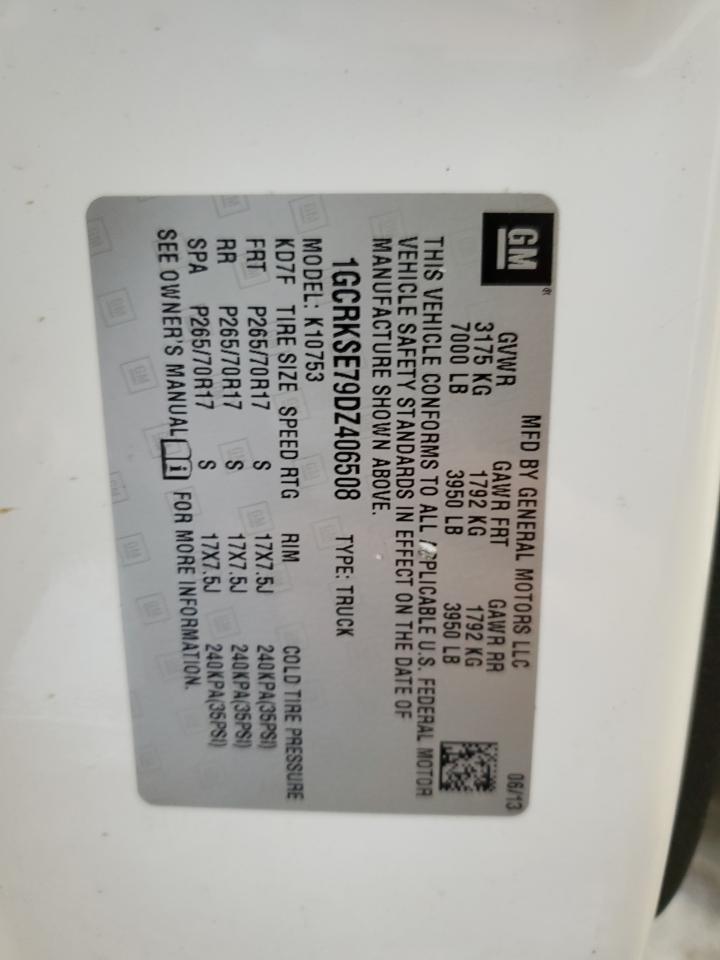 GM®
MFD BY GENERAL MOTORS LLC 06/13
GVWR GAWR FRT GAWR RR
3175 KG 1792 KG 1792 KG
7000 LB 3950 LB 3950 LB
THIS VEHICLE CONFORMS TO ALL APPLICABLE U.S. FEDERAL MOTOR
VEHICLE SAFETY STANDARDS IN EFFECT ON THE DATE OF
MANUFACTURE SHOWN ABOVE.
1GCRKSE79DZ406508 TYPE: TRUCK
MODEL: K10753
KD7F TIRE SIZE SPEED RTG RIM COLD TIRE PRESSURE
FRT P265/70R17 S 17X7.5J 240KPA(35PSI)
RR P265/70R17 S 17X7.5J 240KPA(35PSI)
SPA P265/70R17 S 17X7.5J 240KPA(35PSI)
SEE OWNER'S MANUAL FOR MORE INFORMATION.